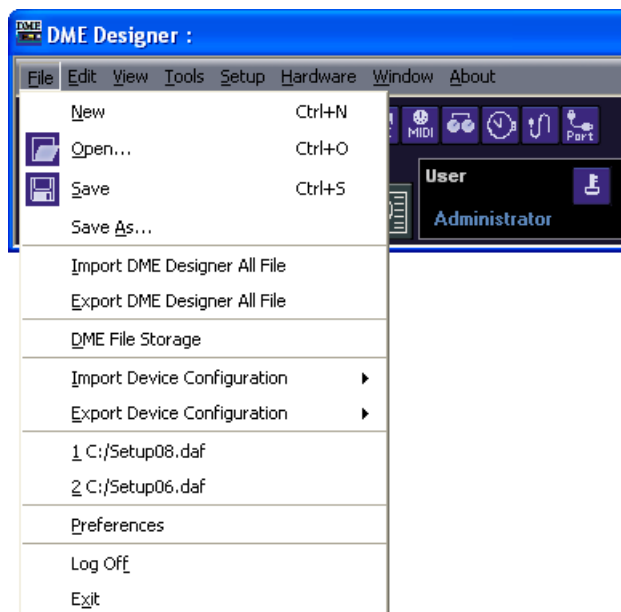 DME
DME Designer :
File Edit View Tools Setup Hardware Window About
New Ctrl+N
MIDI
Port
Open... Ctrl+O
Save Ctrl+S
User
Save As...
Administrator
Import DME Designer All File
Export DME Designer All File
DME File Storage
Import Device Configuration
Export Device Configuration
1 C:/Setup08.daf
2 C:/Setup06.daf
Preferences
Log Off
Exit